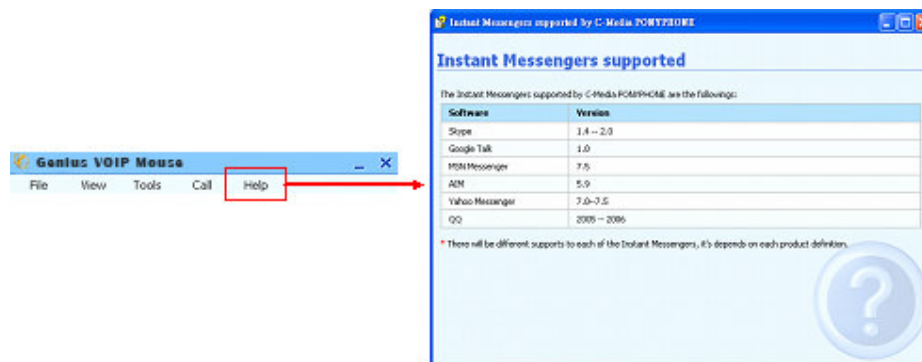 Genius VOIP Mouse
File View Tools Call Help
Instant Messengers supported by C-Media PONYPHONE
Instant Messengers supported
The Instant Messengers supported by C-Media PONYPHONE are the followings:
Software Version
Skype 1.4 -- 2.0
Google Talk 1.0
MSN Messenger 7.5
AIM 5.9
Yahoo Messenger 7.0--7.5
QQ 2005 -- 2006
* There will be different supports to each of the Instant Messengers, it's depends on each product definition.